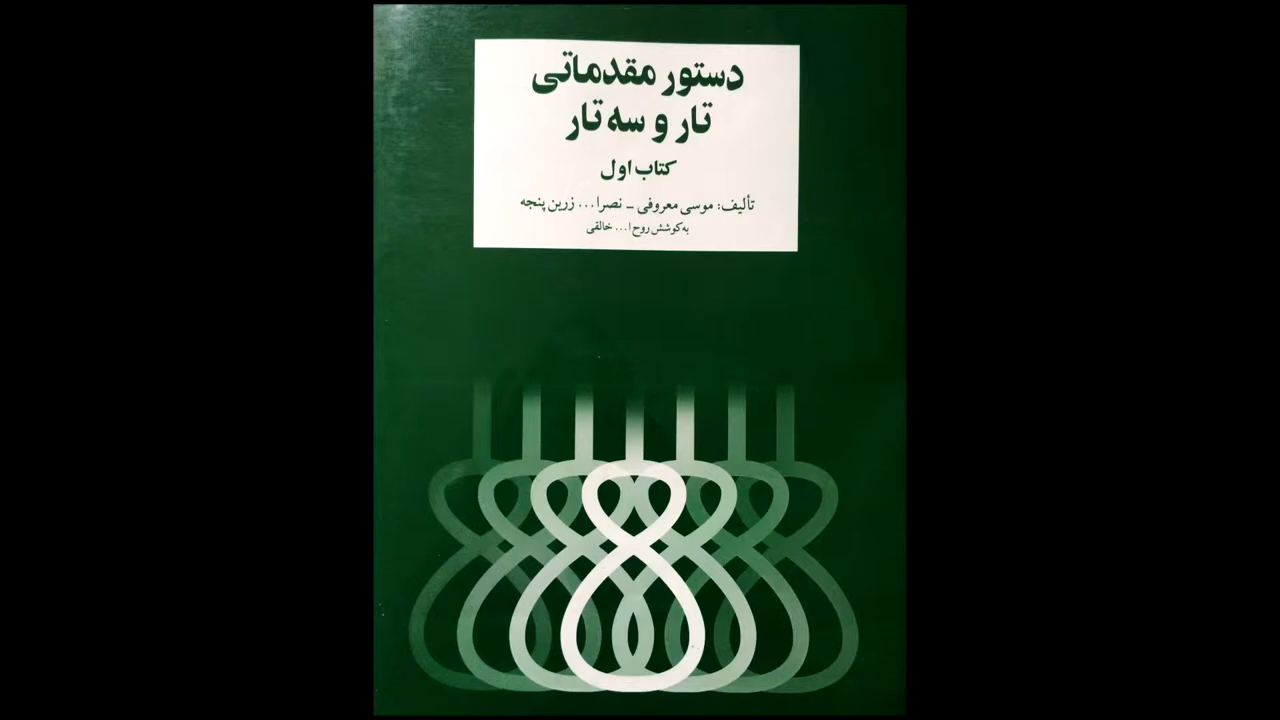 دستور مقدماتی
تار و سه تار
کتاب اول
تألیف: موسی معروفی - نصرا... زرین پنجه
به کوشش روح ا... خالقی